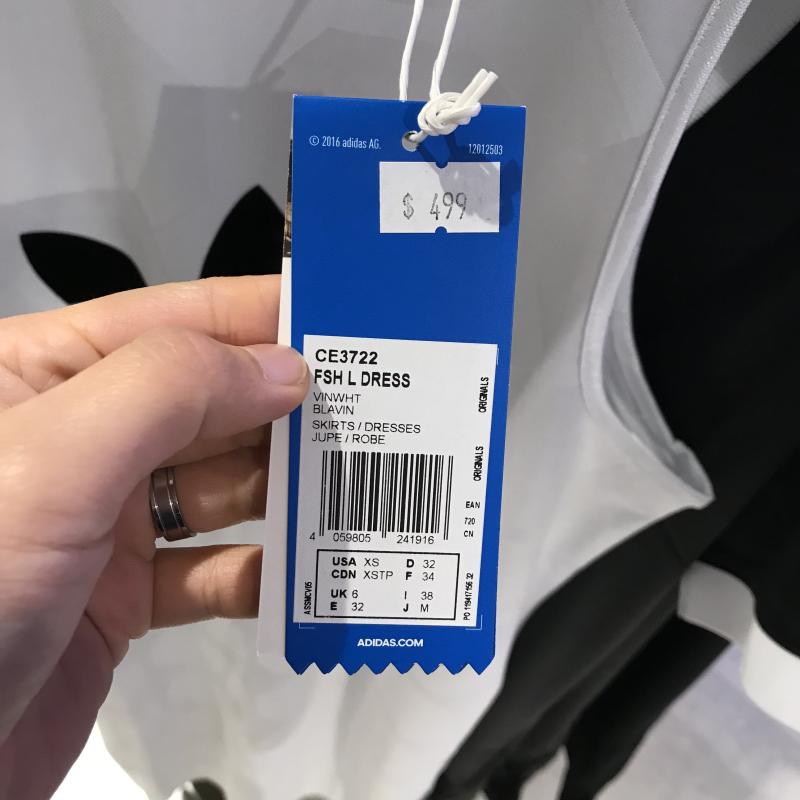 © 2016 adidas AG.
12012503
$ 499
CE3722
FSH L DRESS
VINWHT
BLAVIN
SKIRTS / DRESSES
JUPE / ROBE
ORIGINALS
ORIGINALS
EAN
720
CN
4 059805 241916
USA XS D 32
CDN XSTP F 34
UK 6 I 38
E 32 J M
ASSMCV05
ADIDAS.COM